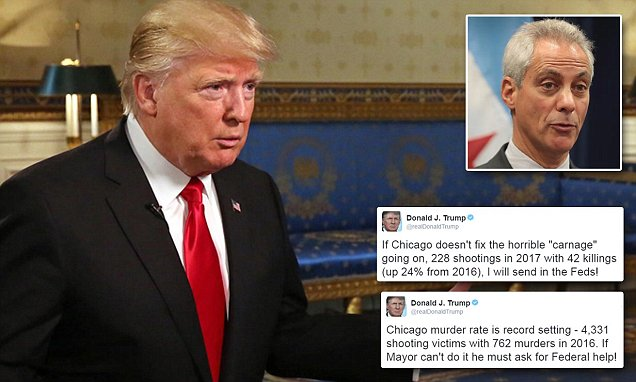 Donald J. Trump
@realDonaldTrump
If Chicago doesn't fix the horrible "carnage"
going on, 228 shootings in 2017 with 42 killings
(up 24% from 2016), I will send in the Feds!
Donald J. Trump
@realDonaldTrump
Chicago murder rate is record setting - 4,331
shooting victims with 762 murders in 2016. If
Mayor can't do it he must ask for Federal help!